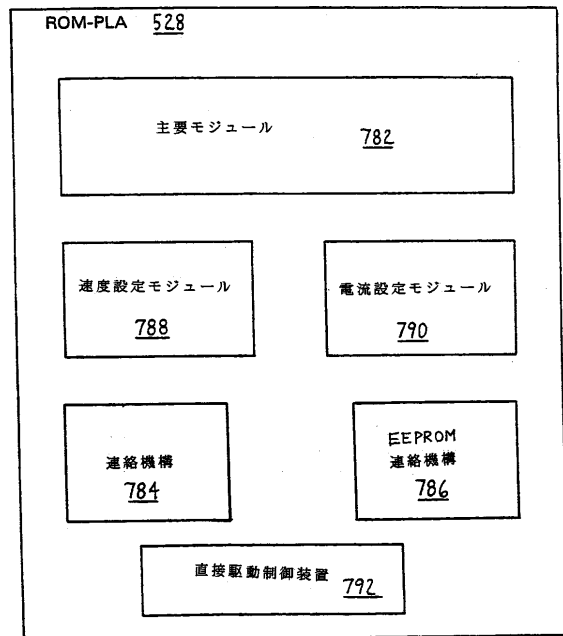 ROM-PLA 528
主要モジュール 782
速度設定モジュール
788
電流設定モジュール
790
連絡機構
784
EEPROM
連絡機構
786
直接駆動制御装置 792